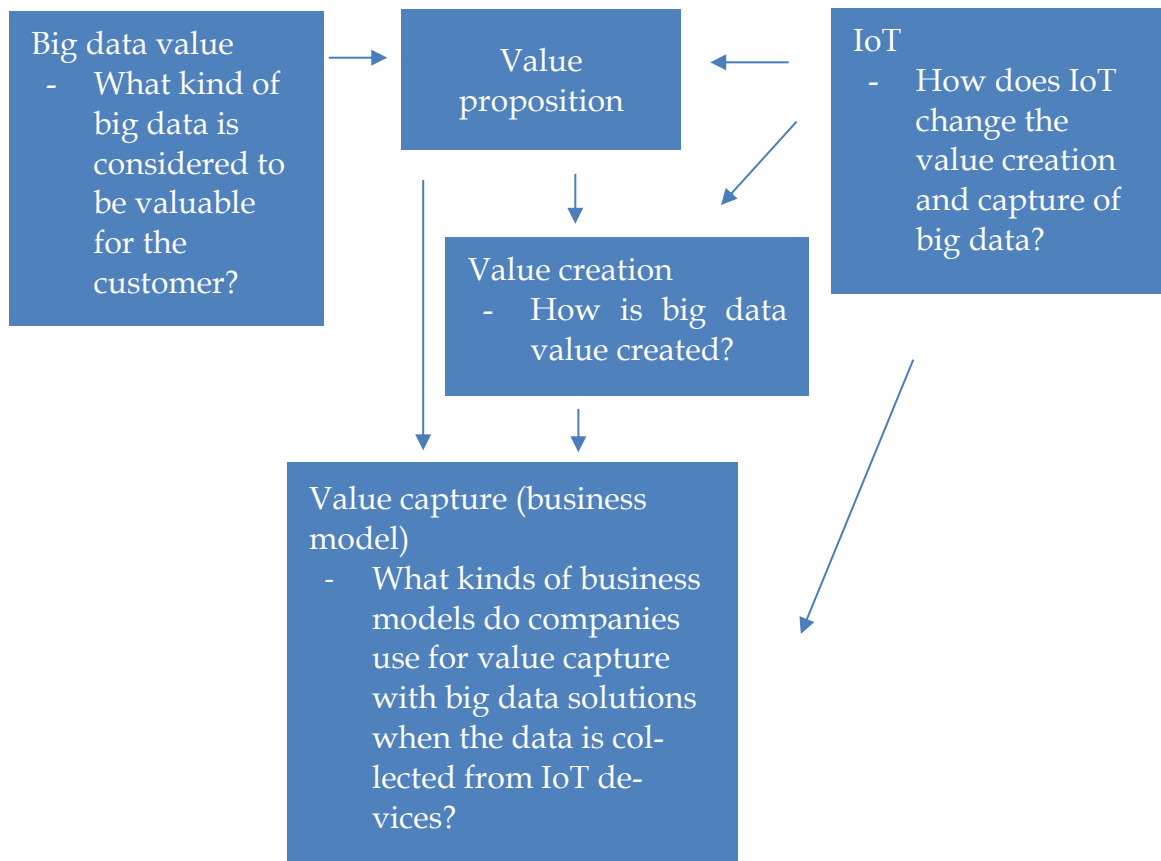 Big data value
- What kind of
big data is
considered to
be valuable
for the
customer?
Value
proposition
IoT
- How does IoT
change the
value creation
and capture of
big data?
Value creation
- How is big data
value created?
Value capture (business
model)
- What kinds of business
models do companies
use for value capture
with big data solutions
when the data is col-
lected from IoT de-
vices?